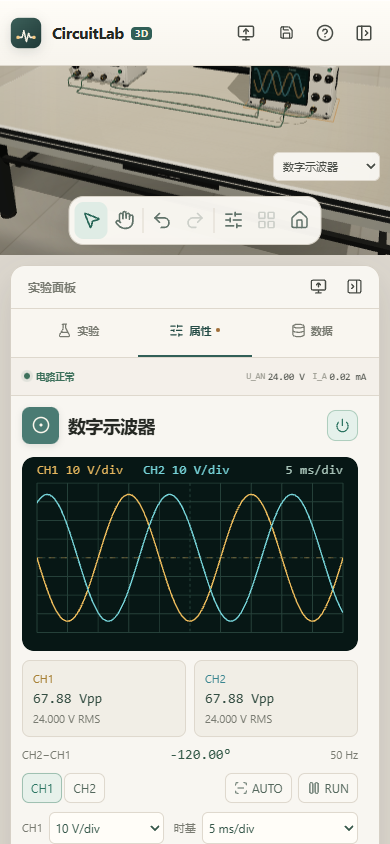 CircuitLab 3D
数字示波器
实验面板
实验 属性 数据
电路正常 U_AN 24.00 V I_A 0.02 mA
数字示波器
CH1 10 V/div CH2 10 V/div 5 ms/div
CH1 CH2
67.88 Vpp 67.88 Vpp
24.000 V RMS 24.000 V RMS
CH2−CH1 -120.00° 50 Hz
CH1 CH2 AUTO RUN
CH1 10 V/div 时基 5 ms/div